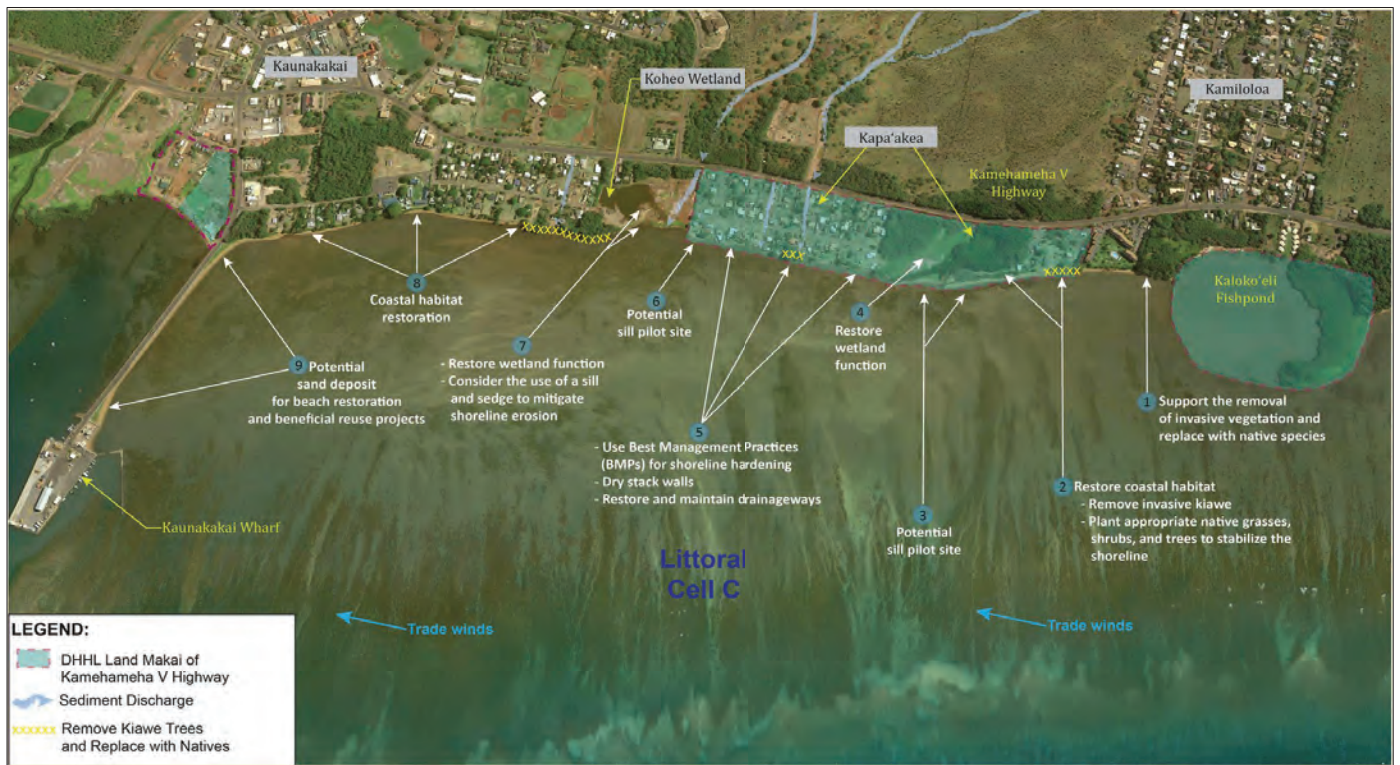 Kaunakakai
Koheo Wetland
Kamiloloa
Kapa‘akea
Kamehameha V
Highway
Kaloko‘eli
Fishpond
8
Coastal habitat
restoration
6
Potential
sill pilot site
4
Restore
wetland
function
9 Potential
sand deposit
for beach restoration
and beneficial reuse projects
7
- Restore wetland function
- Consider the use of a sill
and sedge to mitigate
shoreline erosion
1 Support the removal
of invasive vegetation and
replace with native species
5
- Use Best Management Practices
(BMPs) for shoreline hardening
- Dry stack walls
- Restore and maintain drainageways
2 Restore coastal habitat
- Remove invasive kiawe
- Plant appropriate native grasses,
shrubs, and trees to stabilize the
shoreline
3
Potential
sill pilot site
Kaunakakai Wharf
Littoral
Cell C
Trade winds
Trade winds
LEGEND:
DHHL Land Makai of
Kamehameha V Highway
Sediment Discharge
XXXXXX Remove Kiawe Trees
and Replace with Natives
XXXXXXXXXXXXX
XXX
XXXXX